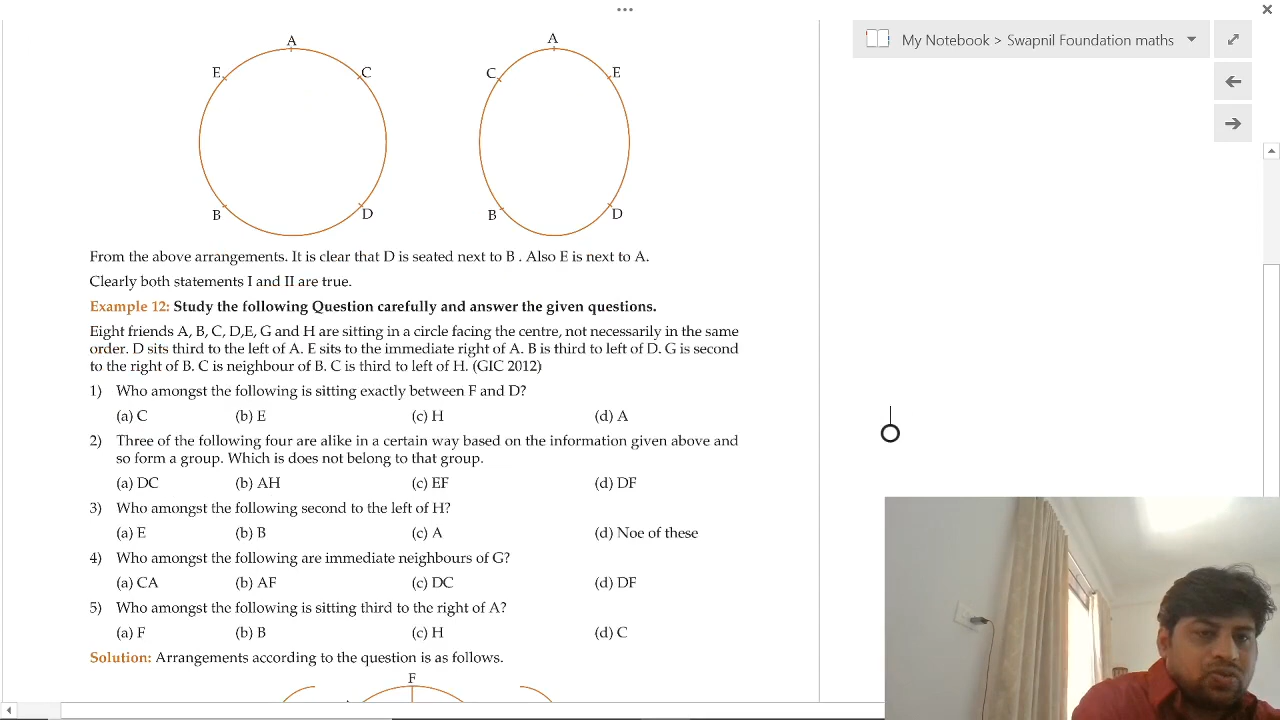 My Notebook > Swapnil Foundation maths
A
E
C
B
D
A
C
E
B
D
From the above arrangements. It is clear that D is seated next to B . Also E is next to A.
Clearly both statements I and II are true.
Example 12: Study the following Question carefully and answer the given questions.
Eight friends A, B, C, D,E, G and H are sitting in a circle facing the centre, not necessarily in the same
order. D sits third to the left of A. E sits to the immediate right of A. B is third to left of D. G is second
to the right of B. C is neighbour of B. C is third to left of H. (GIC 2012)
1) Who amongst the following is sitting exactly between F and D?
(a) C (b) E (c) H (d) A
2) Three of the following four are alike in a certain way based on the information given above and
so form a group. Which is does not belong to that group.
(a) DC (b) AH (c) EF (d) DF
3) Who amongst the following second to the left of H?
(a) E (b) B (c) A (d) Noe of these
4) Who amongst the following are immediate neighbours of G?
(a) CA (b) AF (c) DC (d) DF
5) Who amongst the following is sitting third to the right of A?
(a) F (b) B (c) H (d) C
Solution: Arrangements according to the question is as follows.
F